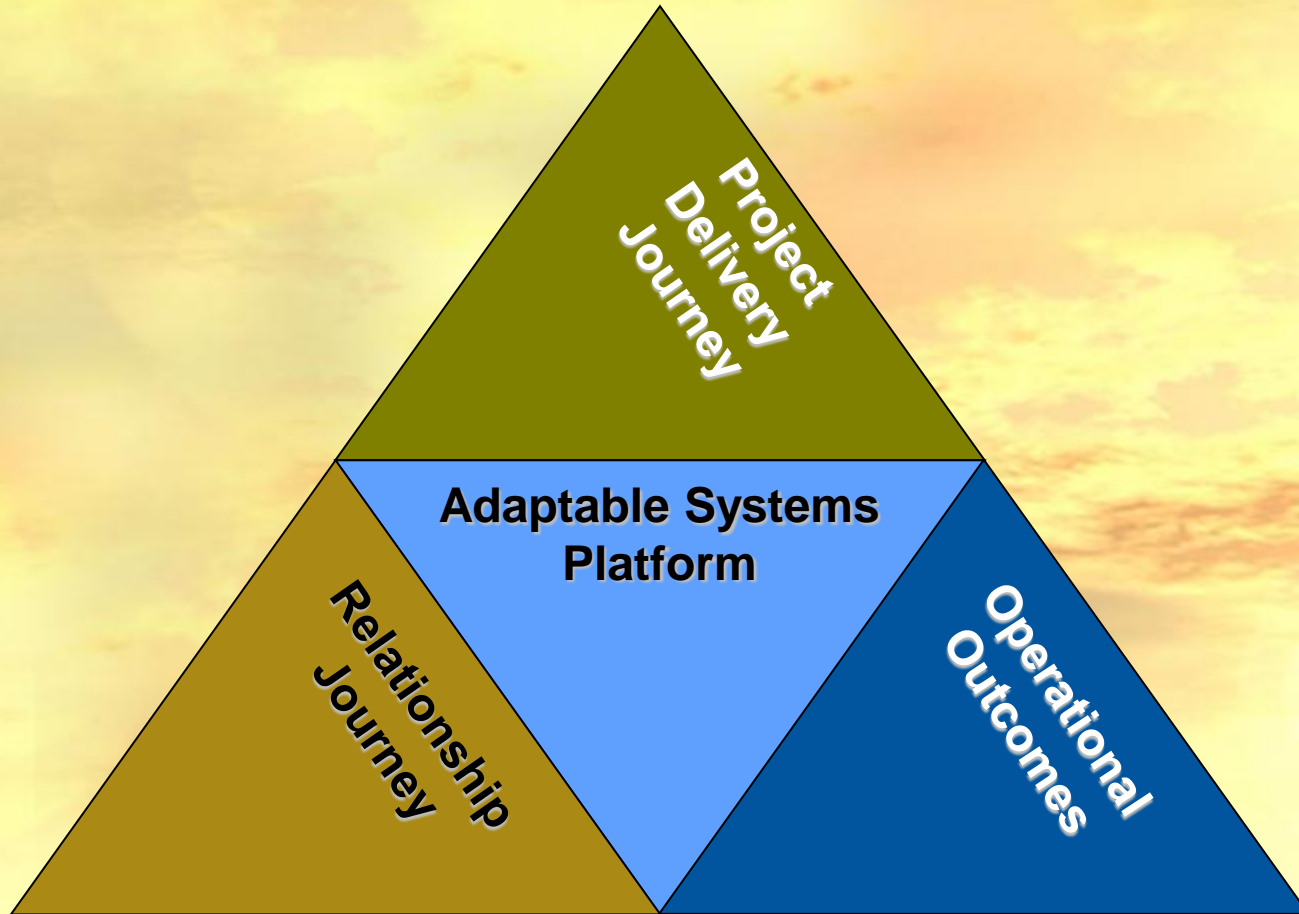 Project
Delivery
Journey
Adaptable Systems
Platform
Relationship
Journey
Operational
Outcomes